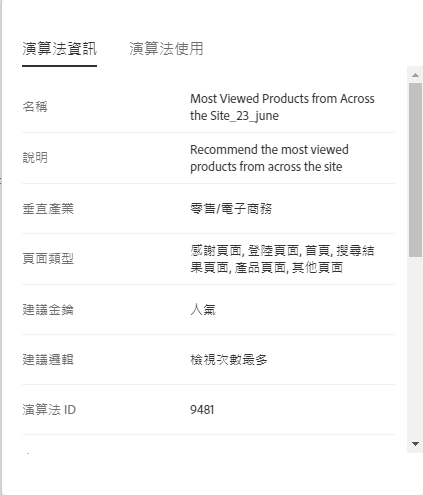 演算法資訊 演算法使用
名稱
Most Viewed Products from Across
the Site_23_june
說明
Recommend the most viewed
products from across the site
垂直產業
零售/電子商務
頁面類型
感謝頁面, 登陸頁面, 首頁, 搜尋結
果頁面, 產品頁面, 其他頁面
建議金鑰
人氣
建議邏輯
檢視次數最多
演算法 ID
9481